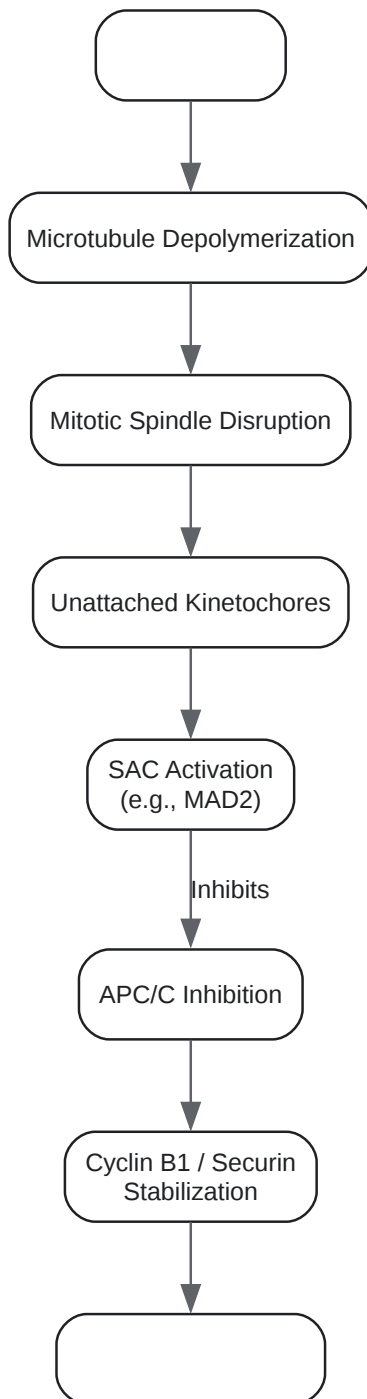 Microtubule Depolymerization
Mitotic Spindle Disruption
Unattached Kinetochores
SAC Activation
(e.g., MAD2)
Inhibits
APC/C Inhibition
Cyclin B1 / Securin
Stabilization